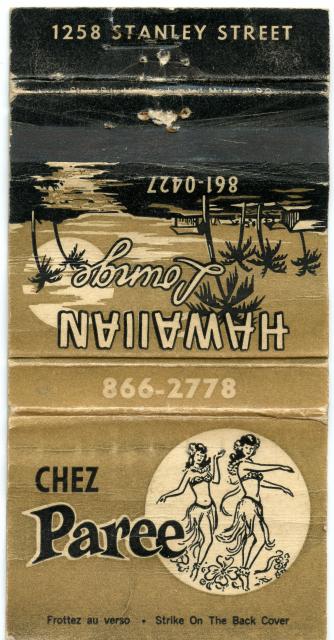 1258 STANLEY STREET
861-0427
HAWAIIAN
Lounge
866-2778
CHEZ
Paree
Frottez au verso • Strike On The Back Cover